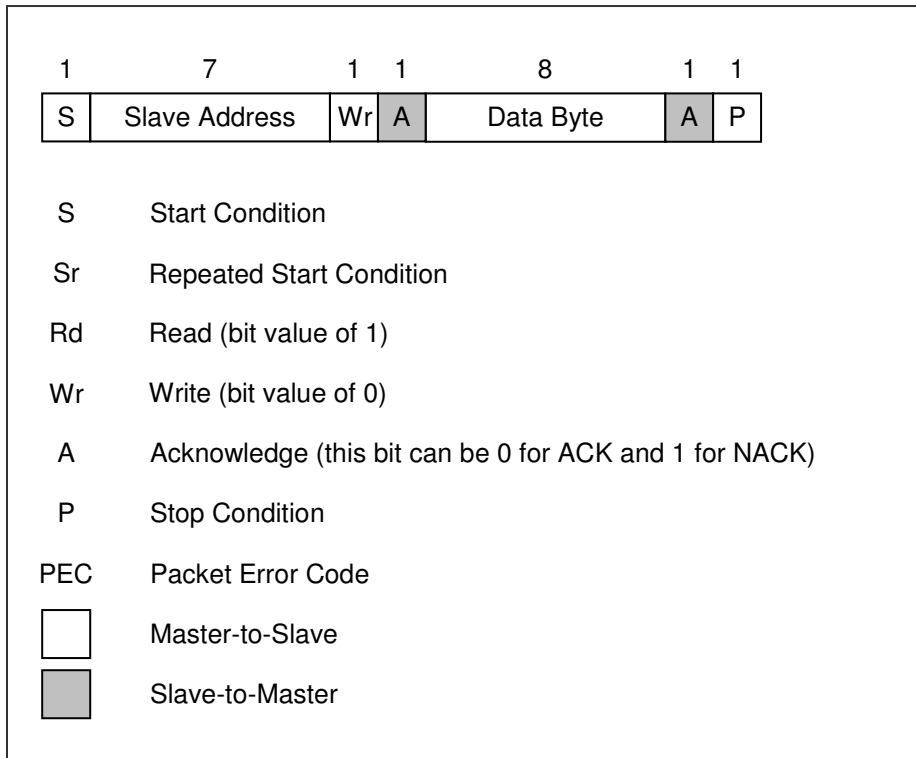 1 7 1 1 8 1 1
S Slave Address Wr A Data Byte A P
S Start Condition
Sr Repeated Start Condition
Rd Read (bit value of 1)
Wr Write (bit value of 0)
A Acknowledge (this bit can be 0 for ACK and 1 for NACK)
P Stop Condition
PEC Packet Error Code
Master-to-Slave
Slave-to-Master